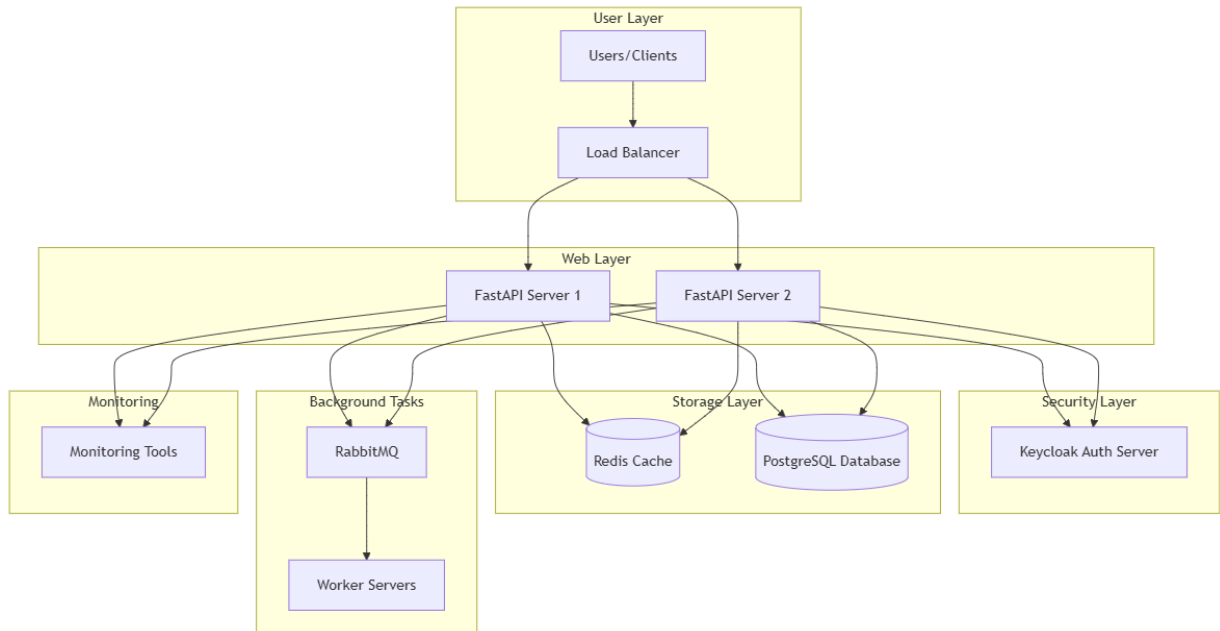 User Layer
Users/Clients
Load Balancer
Web Layer
FastAPI Server 1
FastAPI Server 2
Monitoring
Monitoring Tools
Background Tasks
RabbitMQ
Worker Servers
Storage Layer
Redis Cache
PostgreSQL Database
Security Layer
Keycloak Auth Server